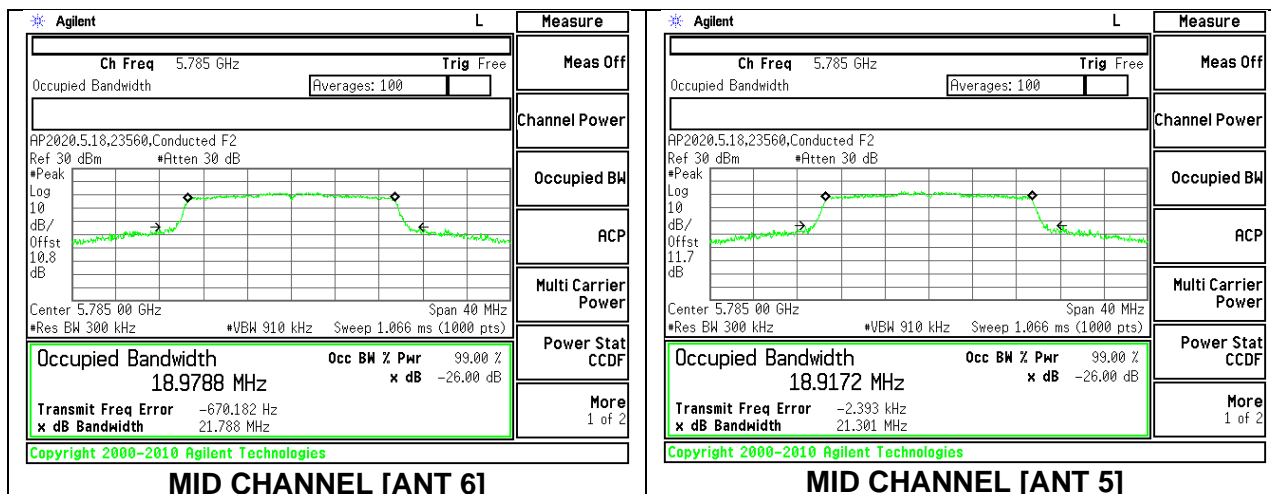 Agilent L Measure
Ch Freq 5.785 GHz Trig Free
Meas Off
Occupied Bandwidth Averages: 100
Channel Power
AP2020.5.18,23560,Conducted F2
Ref 30 dBm #Atten 30 dB
#Peak
Log
10
dB/
Offst
10.8
dB
Occupied BW
ACP
Multi Carrier
Power
Center 5.785 00 GHz Span 40 MHz
#Res BW 300 kHz #VBW 910 kHz Sweep 1.066 ms (1000 pts)
Power Stat
CCDF
Occupied Bandwidth Occ BW % Pwr 99.00 %
18.9788 MHz x dB -26.00 dB
Transmit Freq Error -670.182 Hz
x dB Bandwidth 21.788 MHz
More
1 of 2
Copyright 2000-2010 Agilent Technologies
MID CHANNEL [ANT 6]
Agilent L Measure
Ch Freq 5.785 GHz Trig Free
Meas Off
Occupied Bandwidth Averages: 100
Channel Power
AP2020.5.18,23560,Conducted F2
Ref 30 dBm #Atten 30 dB
#Peak
Log
10
dB/
Offst
11.7
dB
Occupied BW
ACP
Multi Carrier
Power
Center 5.785 00 GHz Span 40 MHz
#Res BW 300 kHz #VBW 910 kHz Sweep 1.066 ms (1000 pts)
Power Stat
CCDF
Occupied Bandwidth Occ BW % Pwr 99.00 %
18.9172 MHz x dB -26.00 dB
Transmit Freq Error -2.393 kHz
x dB Bandwidth 21.301 MHz
More
1 of 2
Copyright 2000-2010 Agilent Technologies
MID CHANNEL [ANT 5]